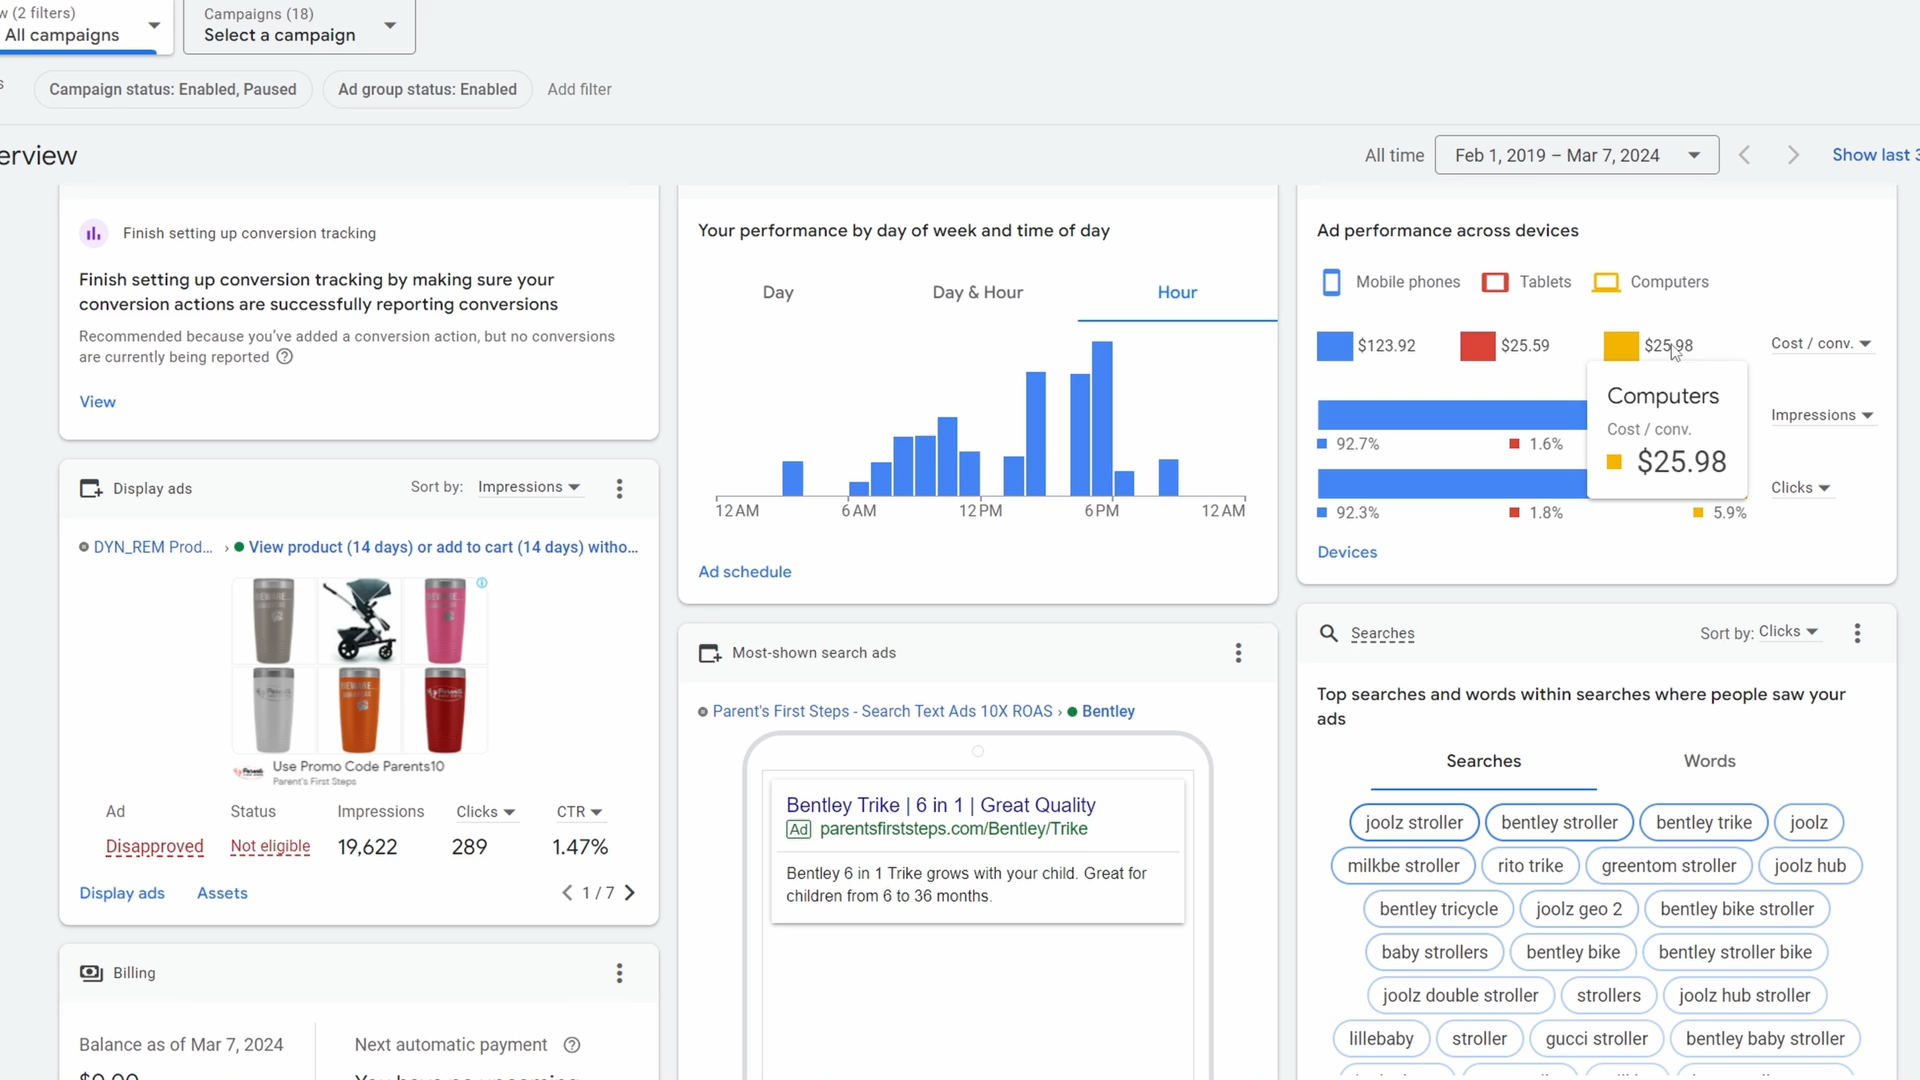 w (2 filters)
All campaigns
Campaigns (18)
Select a campaign
s
Campaign status: Enabled, Paused
Ad group status: Enabled
Add filter
erview
All time
Feb 1, 2019 – Mar 7, 2024
Show last 3
Finish setting up conversion tracking
Finish setting up conversion tracking by making sure your
conversion actions are successfully reporting conversions
Recommended because you've added a conversion action, but no conversions
are currently being reported
View
Display ads
Sort by: Impressions
DYN_REM Prod... › View product (14 days) or add to cart (14 days) witho...
Use Promo Code Parents10
Parent's First Steps
Ad Status Impressions Clicks CTR
Disapproved Not eligible 19,622 289 1.47%
Display ads Assets 1 / 7
Billing
Balance as of Mar 7, 2024
$0.00
Next automatic payment
You have no upcoming
Your performance by day of week and time of day
Day Day & Hour Hour
12 AM 6 AM 12 PM 6 PM 12 AM
Ad schedule
Most-shown search ads
Parent's First Steps - Search Text Ads 10X ROAS › Bentley
Bentley Trike | 6 in 1 | Great Quality
Ad parentsfirststeps.com/Bentley/Trike
Bentley 6 in 1 Trike grows with your child. Great for
children from 6 to 36 months.
Ad performance across devices
Mobile phones Tablets Computers
$123.92 $25.59 $25.98 Cost / conv.
Computers
Cost / conv.
$25.98
Impressions
92.7% 1.6%
Clicks
92.3% 1.8% 5.9%
Devices
Searches
Sort by: Clicks
Top searches and words within searches where people saw your
ads
Searches Words
joolz stroller bentley stroller bentley trike joolz
milkbe stroller rito trike greentom stroller joolz hub
bentley tricycle joolz geo 2 bentley bike stroller
baby strollers bentley bike bentley stroller bike
joolz double stroller strollers joolz hub stroller
lillebaby stroller gucci stroller bentley baby stroller